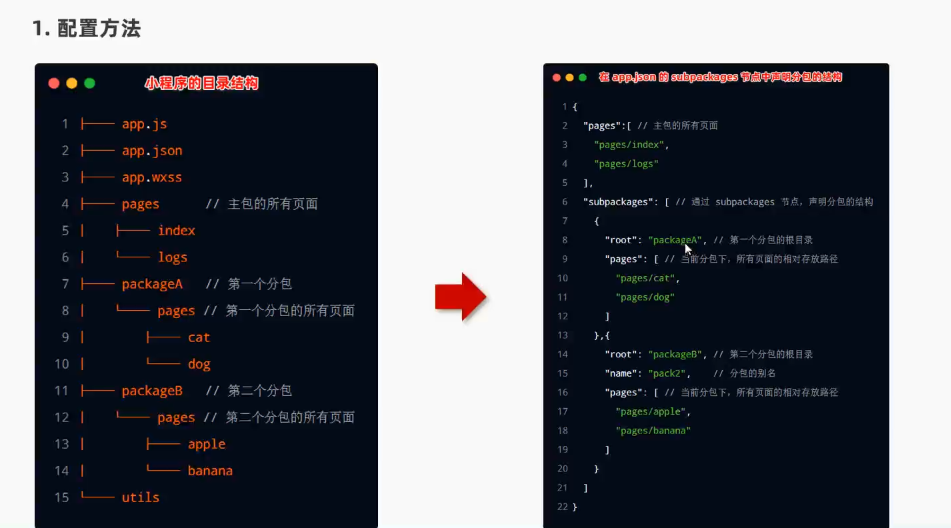 1. 配置方法
小程序的目录结构
1 ├── app.js
2 ├── app.json
3 ├── app.wxss
4 ├── pages // 主包的所有页面
5 │ ├── index
6 │ └── logs
7 ├── packageA // 第一个分包
8 │ └── pages // 第一个分包的所有页面
9 │ ├── cat
10 │ └── dog
11 ├── packageB // 第二个分包
12 │ └── pages // 第二个分包的所有页面
13 │ ├── apple
14 │ └── banana
15 └── utils
在 app.json 的 subpackages 节点中声明分包的结构
1 {
2 "pages":[ // 主包的所有页面
3 "pages/index",
4 "pages/logs"
5 ],
6 "subpackages": [ // 通过 subpackages 节点，声明分包的结构
7 {
8 "root": "packageA", // 第一个分包的根目录
9 "pages": [ // 当前分包下，所有页面的相对存放路径
10 "pages/cat",
11 "pages/dog"
12 ]
13 },{
14 "root": "packageB", // 第二个分包的根目录
15 "name": "pack2", // 分包的别名
16 "pages": [ // 当前分包下，所有页面的相对存放路径
17 "pages/apple",
18 "pages/banana"
19 ]
20 }
21 ]
22 }